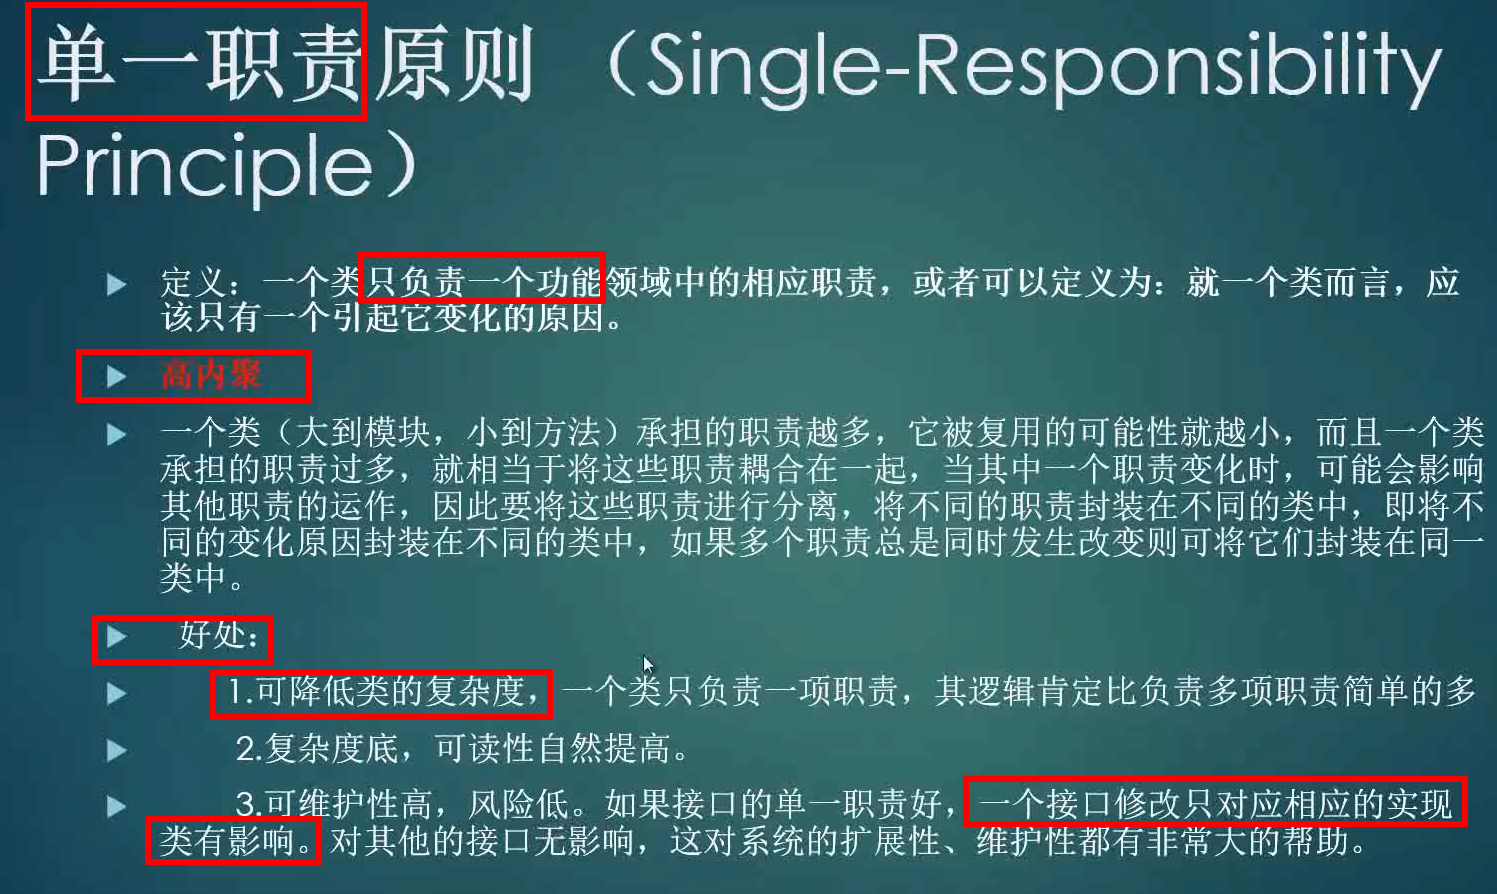 单一职责原则 （Single-Responsibility
Principle）
定义：一个类只负责一个功能领域中的相应职责，或者可以定义为：就一个类而言，应
该只有一个引起它变化的原因。
高内聚
一个类（大到模块，小到方法）承担的职责越多，它被复用的可能性就越小，而且一个类
承担的职责过多，就相当于将这些职责耦合在一起，当其中一个职责变化时，可能会影响
其他职责的运作，因此要将这些职责进行分离，将不同的职责封装在不同的类中，即将不
同的变化原因封装在不同的类中，如果多个职责总是同时发生改变则可将它们封装在同一
类中。
好处：
1.可降低类的复杂度，一个类只负责一项职责，其逻辑肯定比负责多项职责简单的多
2.复杂度底，可读性自然提高。
3.可维护性高，风险低。如果接口的单一职责好，一个接口修改只对应相应的实现
类有影响。对其他的接口无影响，这对系统的扩展性、维护性都有非常大的帮助。